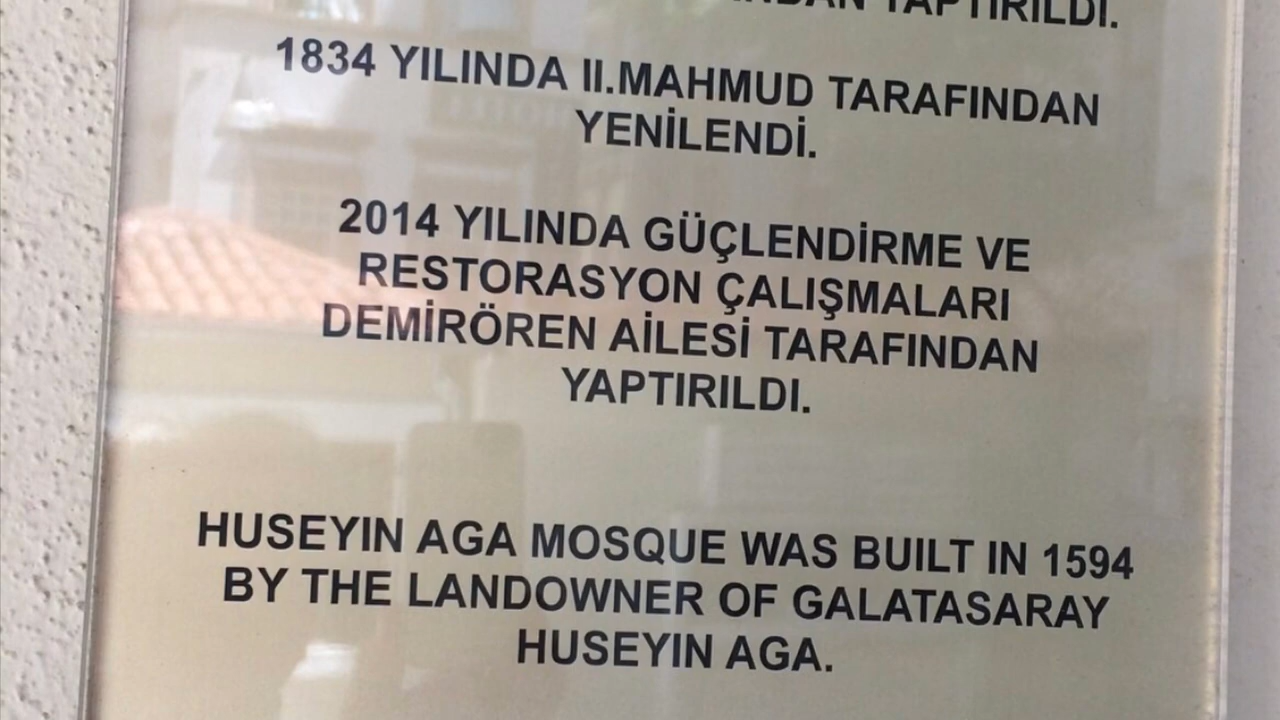 YAPTIRILDI.
1834 YILINDA II.MAHMUD TARAFINDAN
YENİLENDİ.
2014 YILINDA GÜÇLENDİRME VE
RESTORASYON ÇALIŞMALARI
DEMİRÖREN AİLESİ TARAFINDAN
YAPTIRILDI.
HUSEYIN AGA MOSQUE WAS BUILT IN 1594
BY THE LANDOWNER OF GALATASARAY
HUSEYIN AGA.